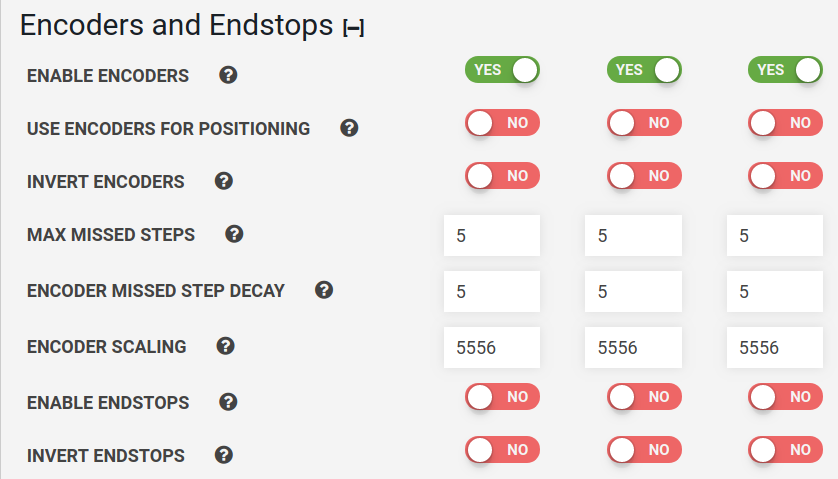 Encoders and Endstops [–]
ENABLE ENCODERS ? YES YES YES
USE ENCODERS FOR POSITIONING ? NO NO NO
INVERT ENCODERS ? NO NO NO
MAX MISSED STEPS ? 5 5 5
ENCODER MISSED STEP DECAY ? 5 5 5
ENCODER SCALING ? 5556 5556 5556
ENABLE ENDSTOPS ? NO NO NO
INVERT ENDSTOPS ? NO NO NO